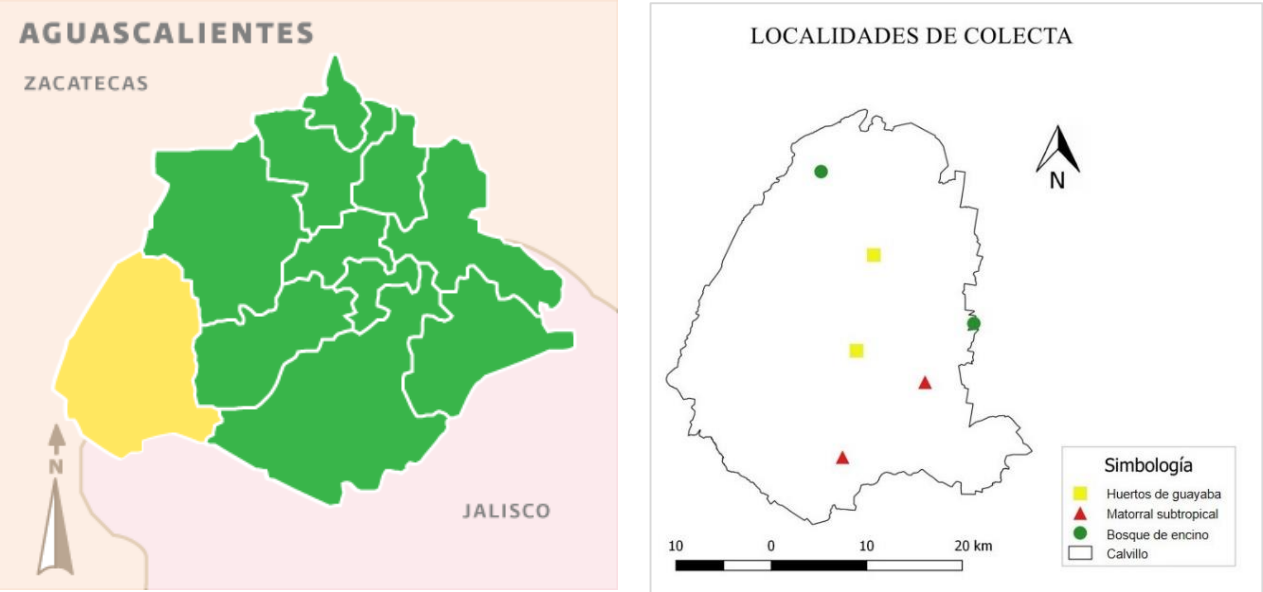 AGUASCALIENTES
ZACATECAS
N
JALISCO
LOCALIDADES DE COLECTA
N
Simbología
Huertos de guayaba
Matorral subtropical
Bosque de encino
Calvillo
10 0 10 20 km